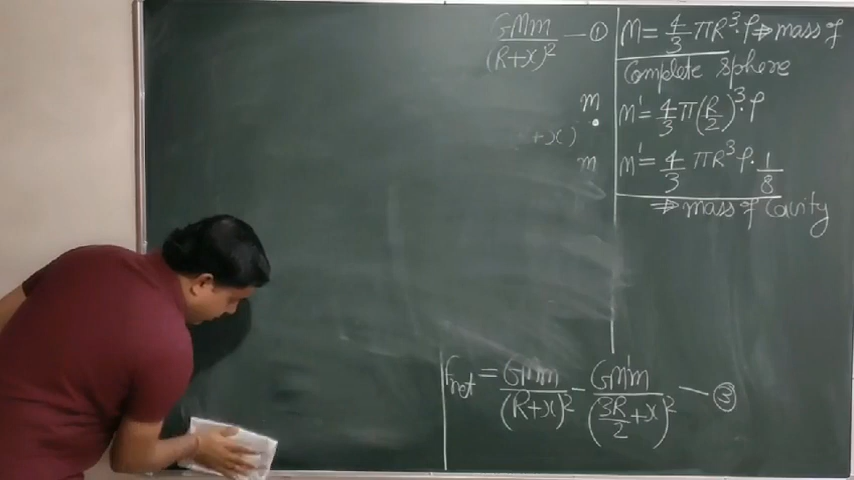 GMm/(R+x)² — ①
m
+x)
m
M = 4/3 πR³·ρ ⇒ mass of
Complete sphere
M' = 4/3 π(R/2)³·ρ
M' = 4/3 πR³ρ·1/8
⇒ mass of Cavity
Fnet = GMm/(R+x)² − GM'm/(3R/2+x)² — ③